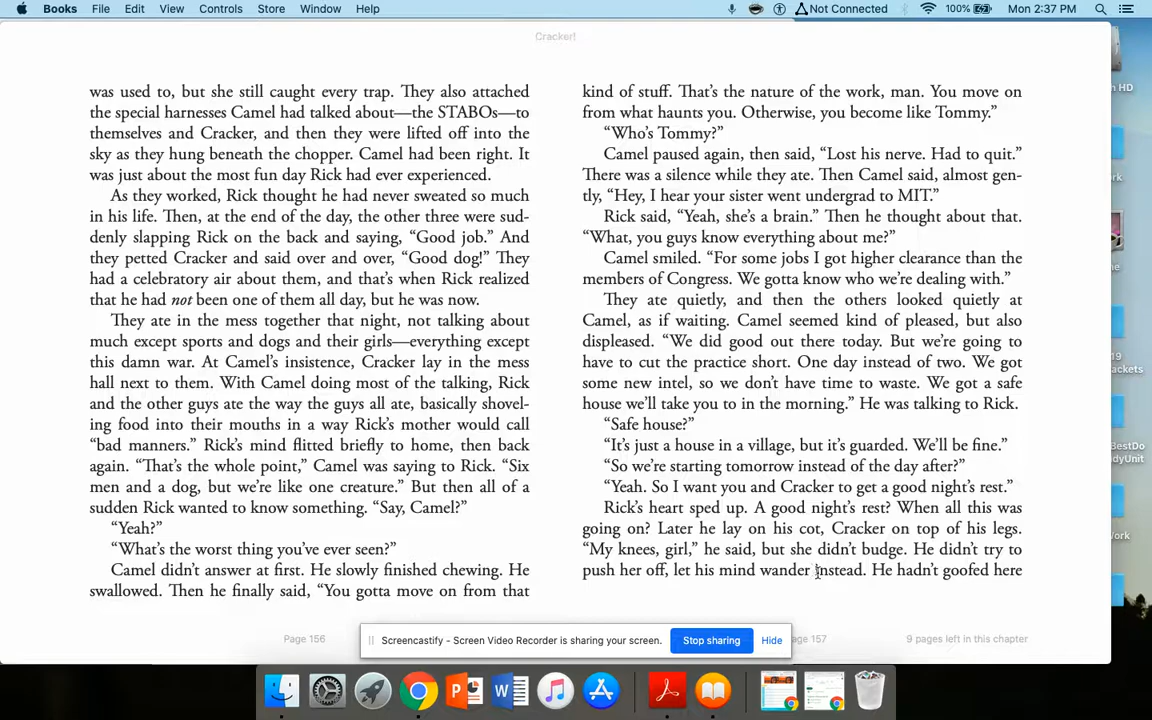 Books File Edit View Controls Store Window Help Not Connected 100% Mon 2:37 PM
Cracker!
was used to, but she still caught every trap. They also attached
the special harnesses Camel had talked about—the STABOs—to
themselves and Cracker, and then they were lifted off into the
sky as they hung beneath the chopper. Camel had been right. It
was just about the most fun day Rick had ever experienced.
As they worked, Rick thought he had never sweated so much
in his life. Then, at the end of the day, the other three were sud-
denly slapping Rick on the back and saying, “Good job.” And
they petted Cracker and said over and over, “Good dog!” They
had a celebratory air about them, and that’s when Rick realized
that he had not been one of them all day, but he was now.
They ate in the mess together that night, not talking about
much except sports and dogs and their girls—everything except
this damn war. At Camel’s insistence, Cracker lay in the mess
hall next to them. With Camel doing most of the talking, Rick
and the other guys ate the way the guys all ate, basically shovel-
ing food into their mouths in a way Rick’s mother would call
“bad manners.” Rick’s mind flitted briefly to home, then back
again. “That’s the whole point,” Camel was saying to Rick. “Six
men and a dog, but we’re like one creature.” But then all of a
sudden Rick wanted to know something. “Say, Camel?”
“Yeah?”
“What’s the worst thing you’ve ever seen?”
Camel didn’t answer at first. He slowly finished chewing. He
swallowed. Then he finally said, “You gotta move on from that
Page 156
kind of stuff. That’s the nature of the work, man. You move on
from what haunts you. Otherwise, you become like Tommy.”
“Who’s Tommy?”
Camel paused again, then said, “Lost his nerve. Had to quit.”
There was a silence while they ate. Then Camel said, almost gen-
tly, “Hey, I hear your sister went undergrad to MIT.”
Rick said, “Yeah, she’s a brain.” Then he thought about that.
“What, you guys know everything about me?”
Camel smiled. “For some jobs I got higher clearance than the
members of Congress. We gotta know who we’re dealing with.”
They ate quietly, and then the others looked quietly at
Camel, as if waiting. Camel seemed kind of pleased, but also
displeased. “We did good out there today. But we’re going to
have to cut the practice short. One day instead of two. We got
some new intel, so we don’t have time to waste. We got a safe
house we’ll take you to in the morning.” He was talking to Rick.
“Safe house?”
“It’s just a house in a village, but it’s guarded. We’ll be fine.”
“So we’re starting tomorrow instead of the day after?”
“Yeah. So I want you and Cracker to get a good night’s rest.”
Rick’s heart sped up. A good night’s rest? When all this was
going on? Later he lay on his cot, Cracker on top of his legs.
“My knees, girl,” he said, but she didn’t budge. He didn’t try to
push her off, let his mind wander instead. He hadn’t goofed here
age 157
9 pages left in this chapter
Screencastify - Screen Video Recorder is sharing your screen. Stop sharing Hide
h HD
ork
ne
19
ackets
BestDo
dyUnit
Work